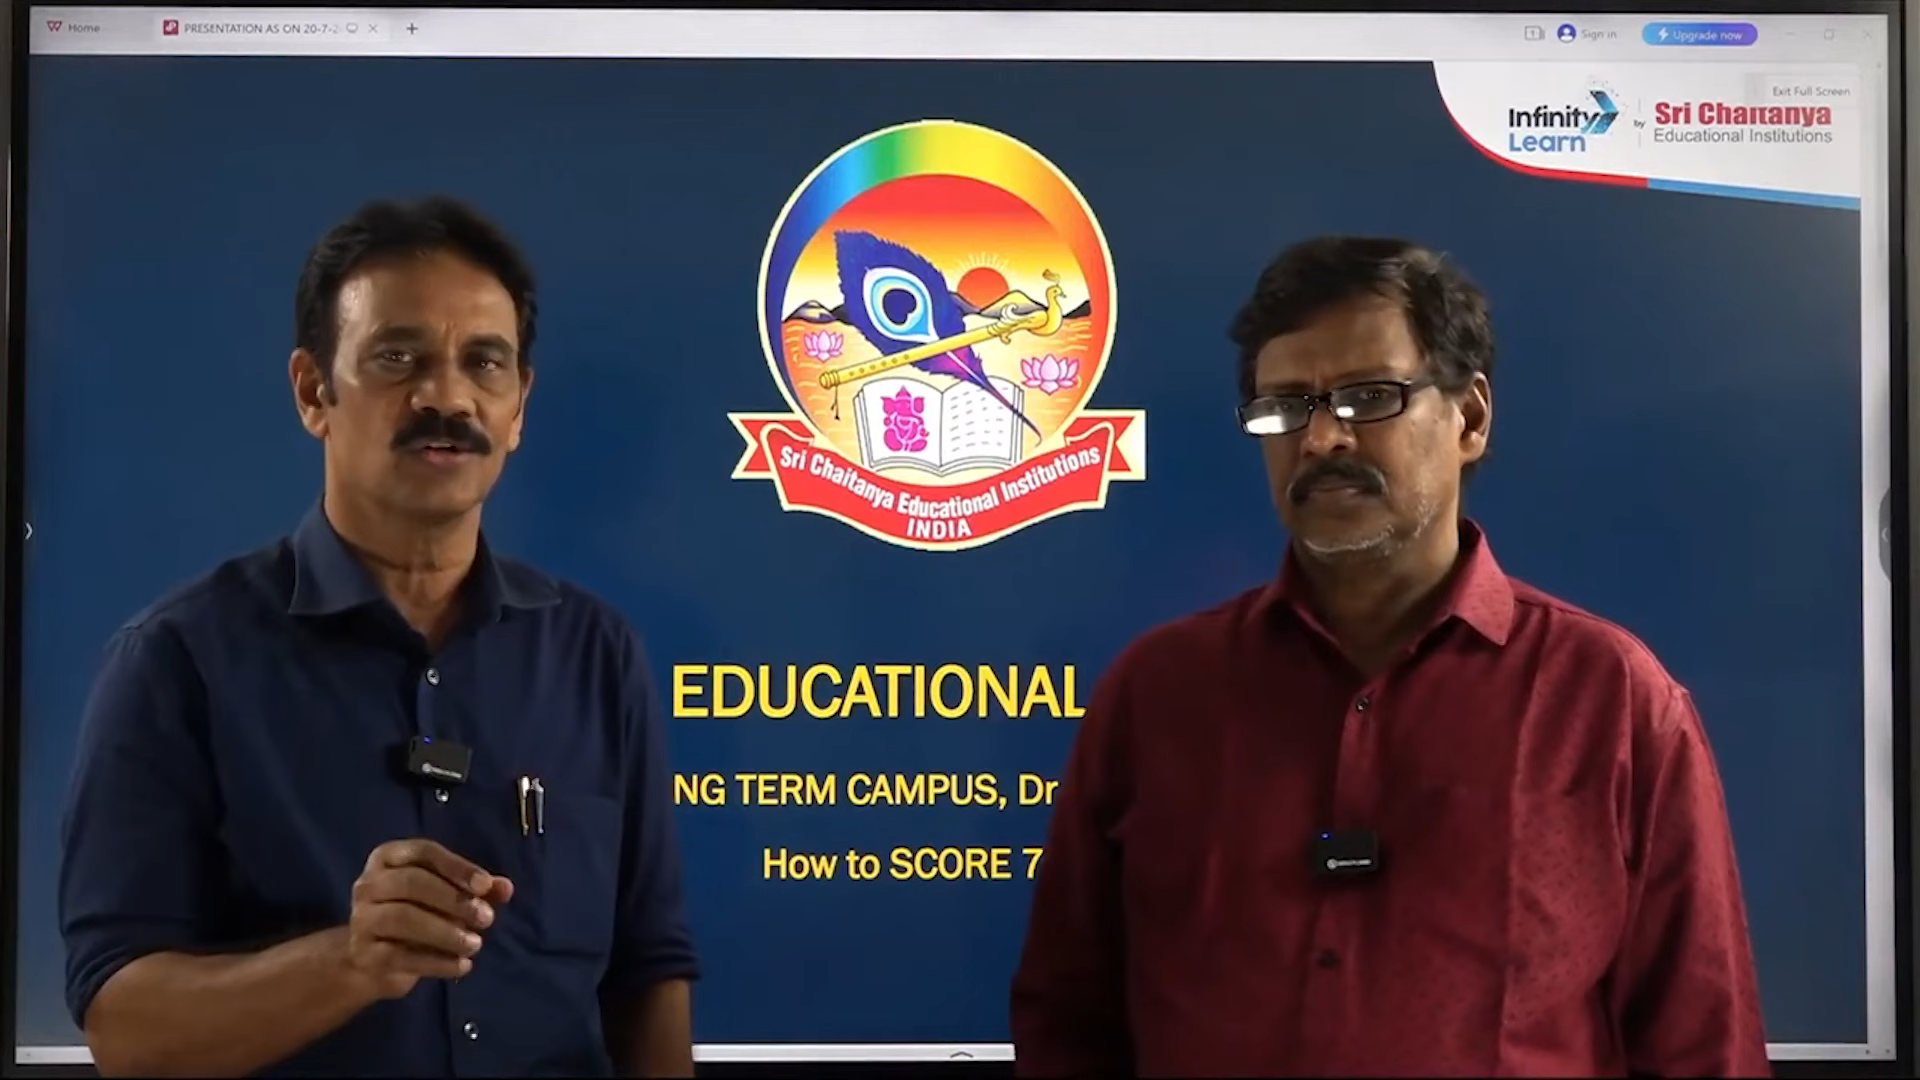 Home
PRESENTATION AS ON 20-7-2
Sign in
Upgrade now
Exit Full Screen
Infinity Learn
by
Sri Chaitanya
Educational Institutions
Sri Chaitanya Educational Institutions
INDIA
EDUCATIONAL
NG TERM CAMPUS, Dr
How to SCORE 7